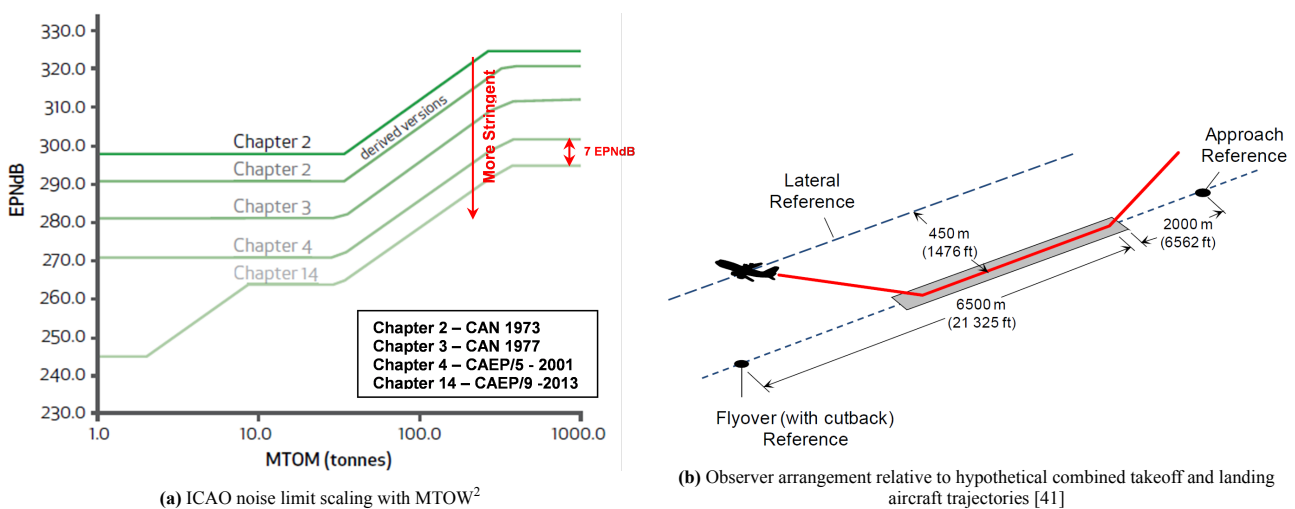 330.0
320.0
310.0
300.0
290.0
280.0
270.0
260.0
250.0
240.0
230.0
EPNdB
1.0
10.0
100.0
1000.0
MTOM (tonnes)
Chapter 2
derived versions
Chapter 2
Chapter 3
Chapter 4
Chapter 14
More Stringent
7 EPNdB
Chapter 2 – CAN 1973
Chapter 3 – CAN 1977
Chapter 4 – CAEP/5 - 2001
Chapter 14 – CAEP/9 -2013
(a) ICAO noise limit scaling with MTOW²
Approach
Reference
Lateral
Reference
450 m
(1476 ft)
2000 m
(6562 ft)
6500 m
(21 325 ft)
Flyover (with cutback)
Reference
(b) Observer arrangement relative to hypothetical combined takeoff and landing
aircraft trajectories [41]